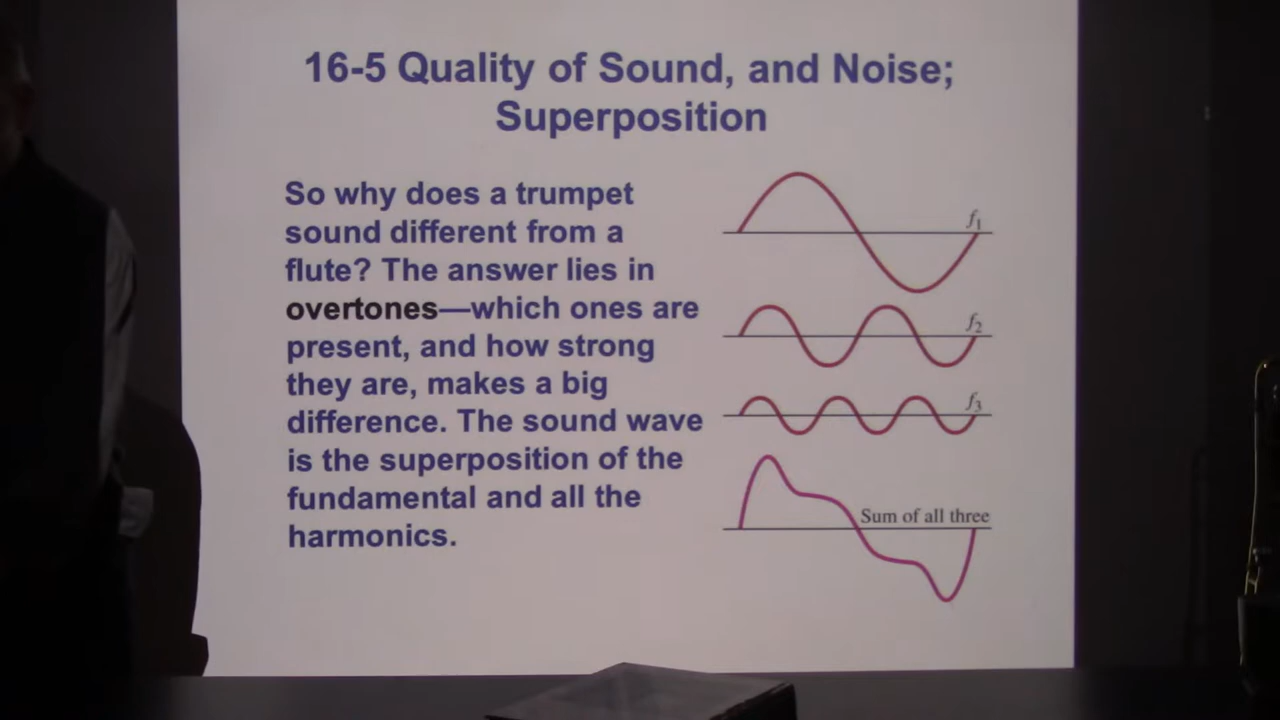 16-5 Quality of Sound, and Noise;
Superposition
So why does a trumpet
sound different from a
flute? The answer lies in
overtones—which ones are
present, and how strong
they are, makes a big
difference. The sound wave
is the superposition of the
fundamental and all the
harmonics.
f1
f2
f3
Sum of all three